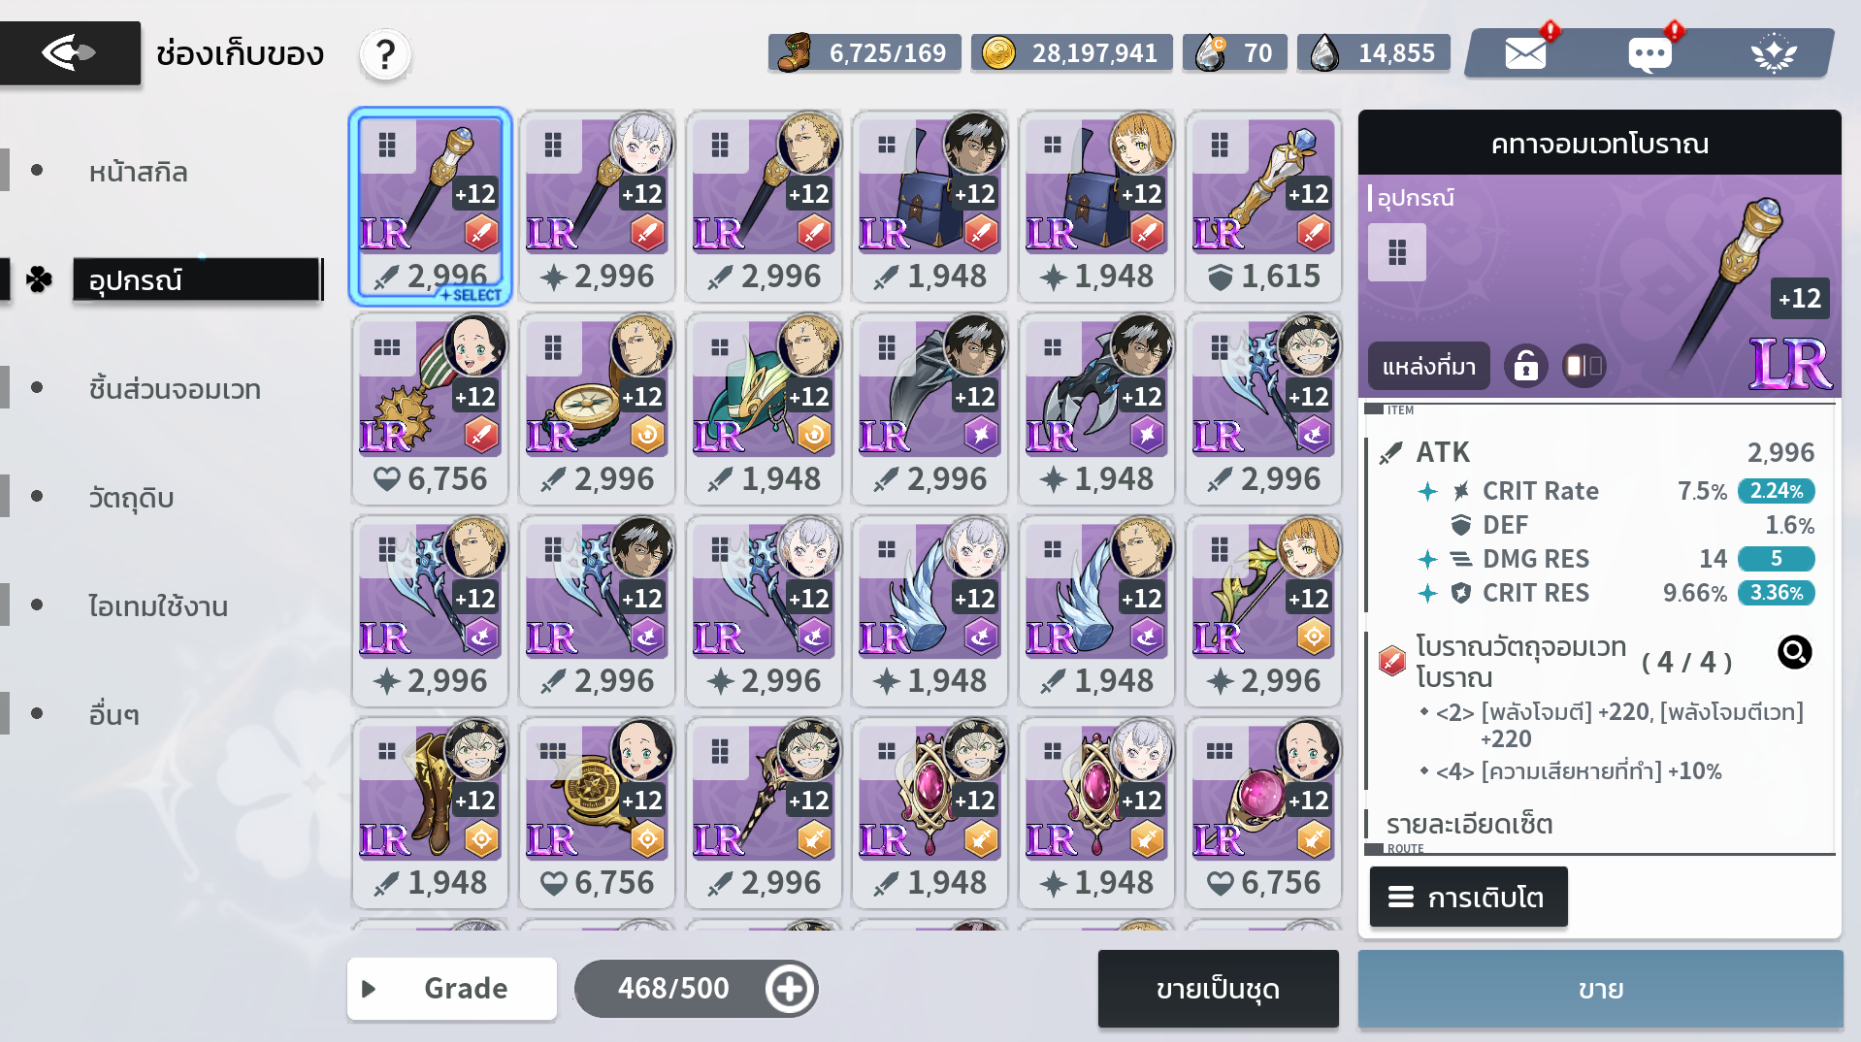 ช่องเก็บของ
?
6,725/169
28,197,941
70
14,855
หน้าสกิล
อุปกรณ์
ชิ้นส่วนจอมเวท
วัตถุดิบ
ไอเทมใช้งาน
อื่นๆ
+12 +12 +12 +12 +12 +12
LR LR LR LR LR LR
2,996 2,996 2,996 1,948 1,948 1,615
SELECT
+12 +12 +12 +12 +12 +12
LR LR LR LR LR LR
6,756 2,996 1,948 2,996 1,948 2,996
+12 +12 +12 +12 +12 +12
LR LR LR LR LR LR
2,996 2,996 2,996 1,948 1,948 2,996
+12 +12 +12 +12 +12 +12
LR LR LR LR LR LR
1,948 6,756 2,996 1,948 1,948 6,756
Grade
468/500
ขายเป็นชุด
คทาจอมเวทโบราณ
อุปกรณ์
+12
แหล่งที่มา
LR
ITEM
ATK 2,996
CRIT Rate 7.5% 2.24%
DEF 1.6%
DMG RES 14 5
CRIT RES 9.66% 3.36%
โบราณวัตถุจอมเวท
โบราณ
( 4 / 4 )
<2> [พลังโจมตี] +220, [พลังโจมตีเวท]
+220
<4> [ความเสียหายที่ทำ] +10%
รายละเอียดเซ็ต
ROUTE
การเติบโต
ขาย